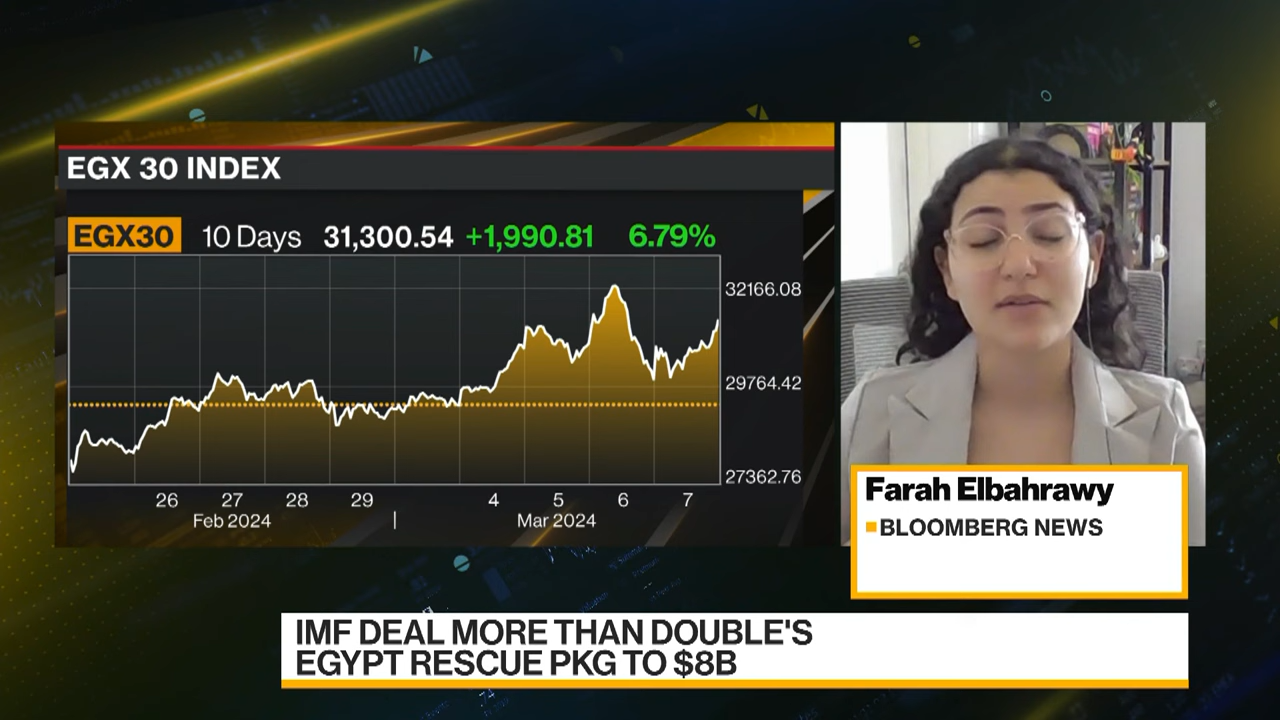 EGX 30 INDEX
EGX30 10 Days 31,300.54 +1,990.81 6.79%
32166.08
29764.42
27362.76
26 27 28 29 4 5 6 7
Feb 2024 | Mar 2024
Farah Elbahrawy
BLOOMBERG NEWS
IMF DEAL MORE THAN DOUBLE'S
EGYPT RESCUE PKG TO $8B